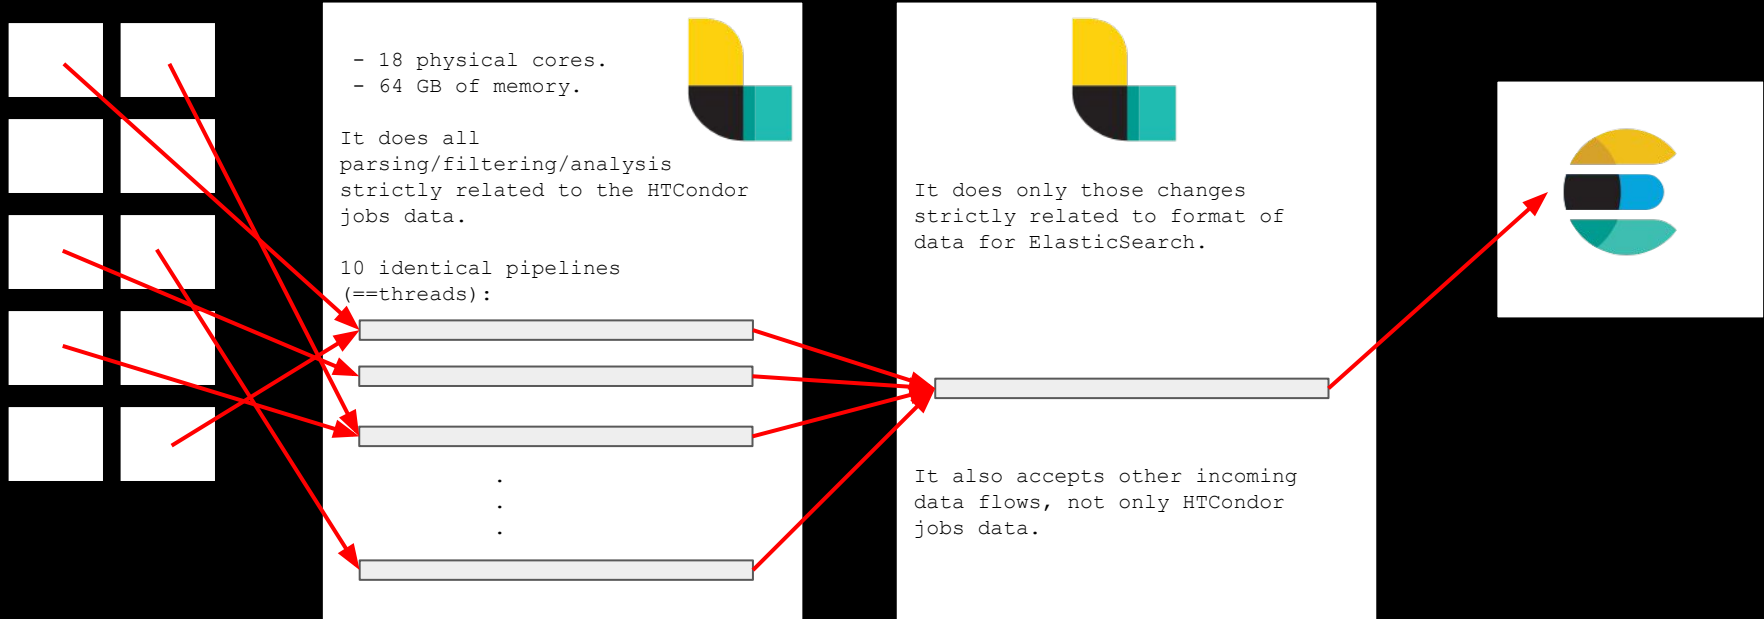 - 18 physical cores.
- 64 GB of memory.
It does all
parsing/filtering/analysis
strictly related to the HTCondor
jobs data.
10 identical pipelines
(==threads):
.
.
.
It does only those changes
strictly related to format of
data for ElasticSearch.
It also accepts other incoming
data flows, not only HTCondor
jobs data.